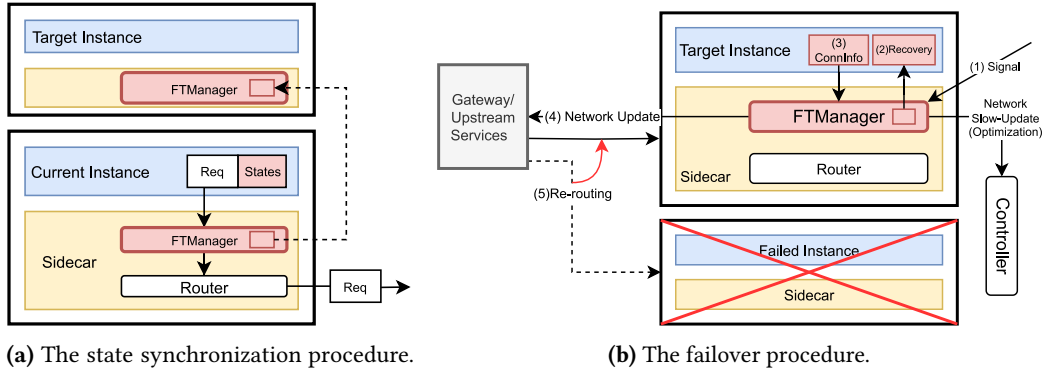 Target Instance
FTManager
Current Instance
Req
States
FTManager
Sidecar
Router
Req
(a) The state synchronization procedure.
Target Instance
(3)
ConnInfo
(2)Recovery
(1) Signal
Gateway/
Upstream
Services
(4) Network Update
FTManager
Network
Slow-Update
(Optimization)
Router
Sidecar
(5)Re-routing
Controller
Failed Instance
Sidecar
(b) The failover procedure.